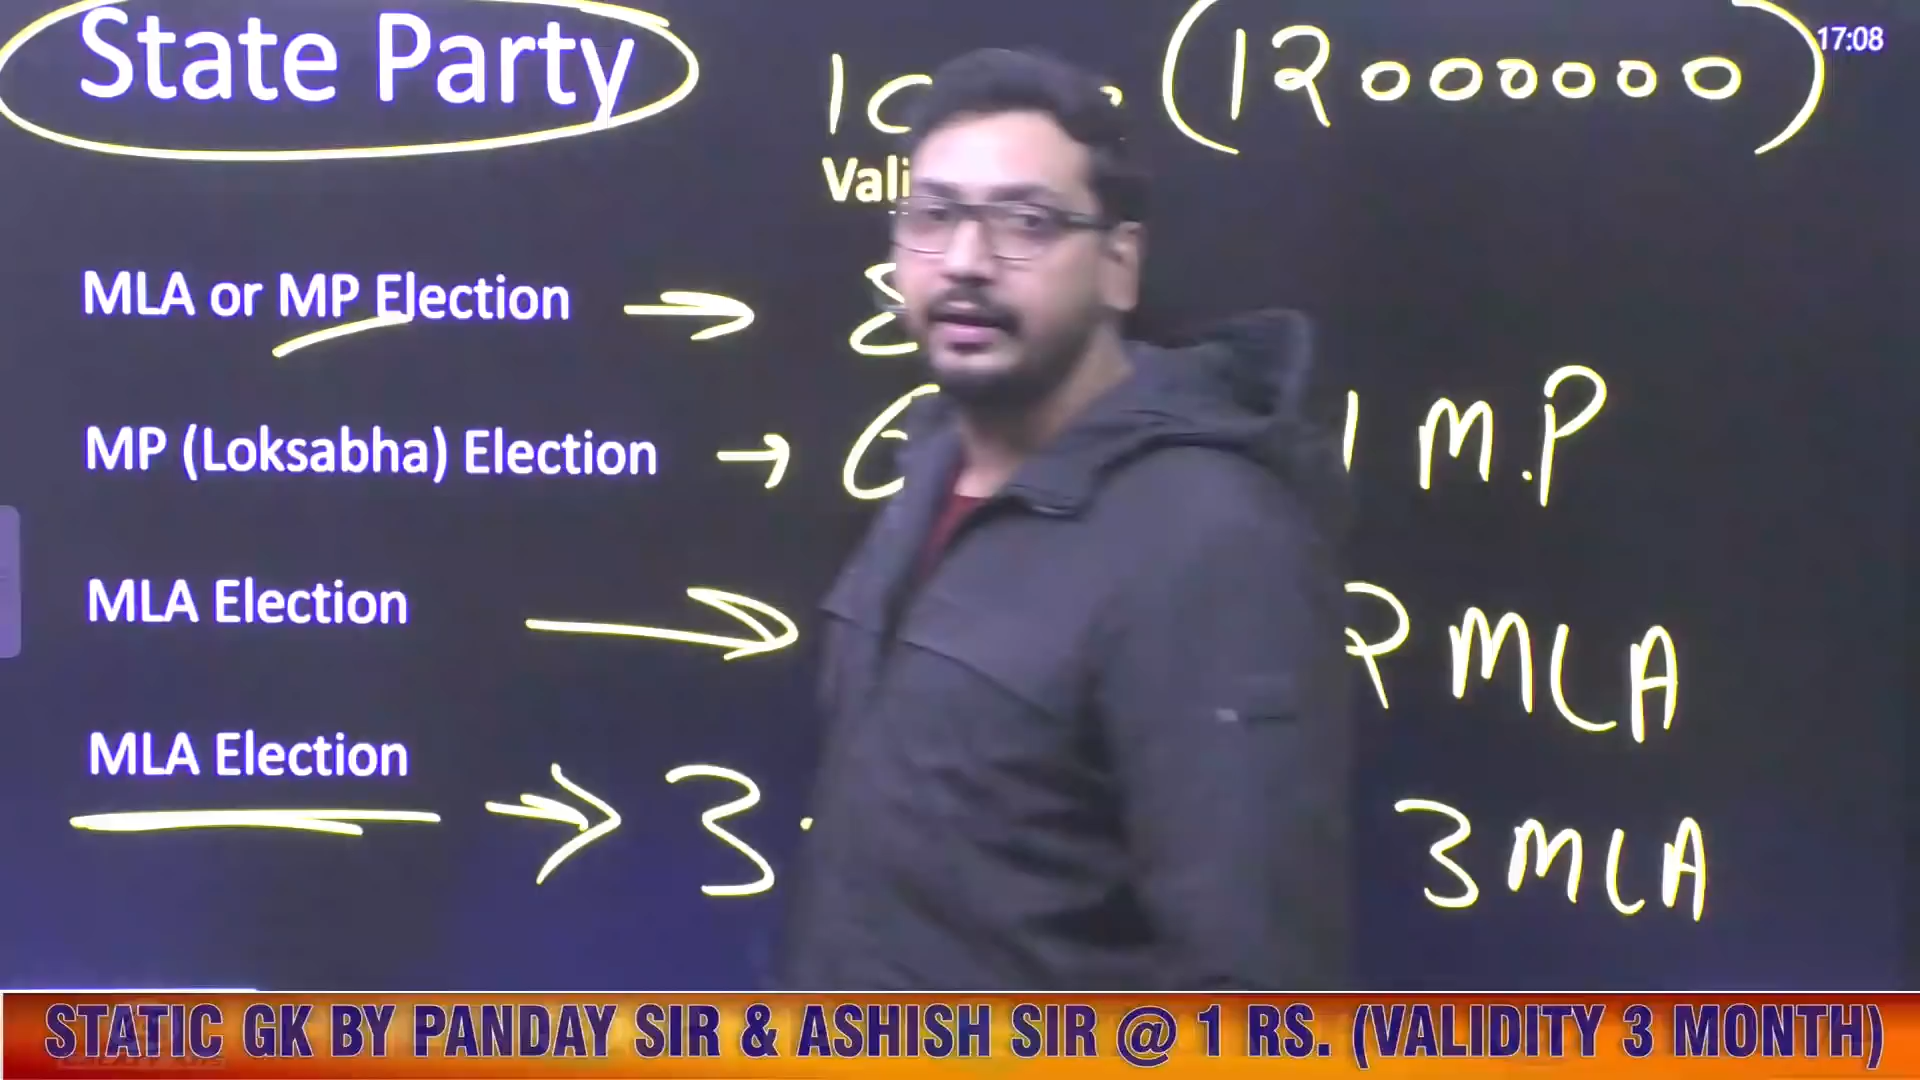 State Party
(12000000)
17:08
MLA or MP Election →
MP (Loksabha) Election → 1 M.P
MLA Election → 2 MLA
MLA Election → 3. 3 MLA
STATIC GK BY PANDAY SIR & ASHISH SIR @ 1 RS. (VALIDITY 3 MONTH)